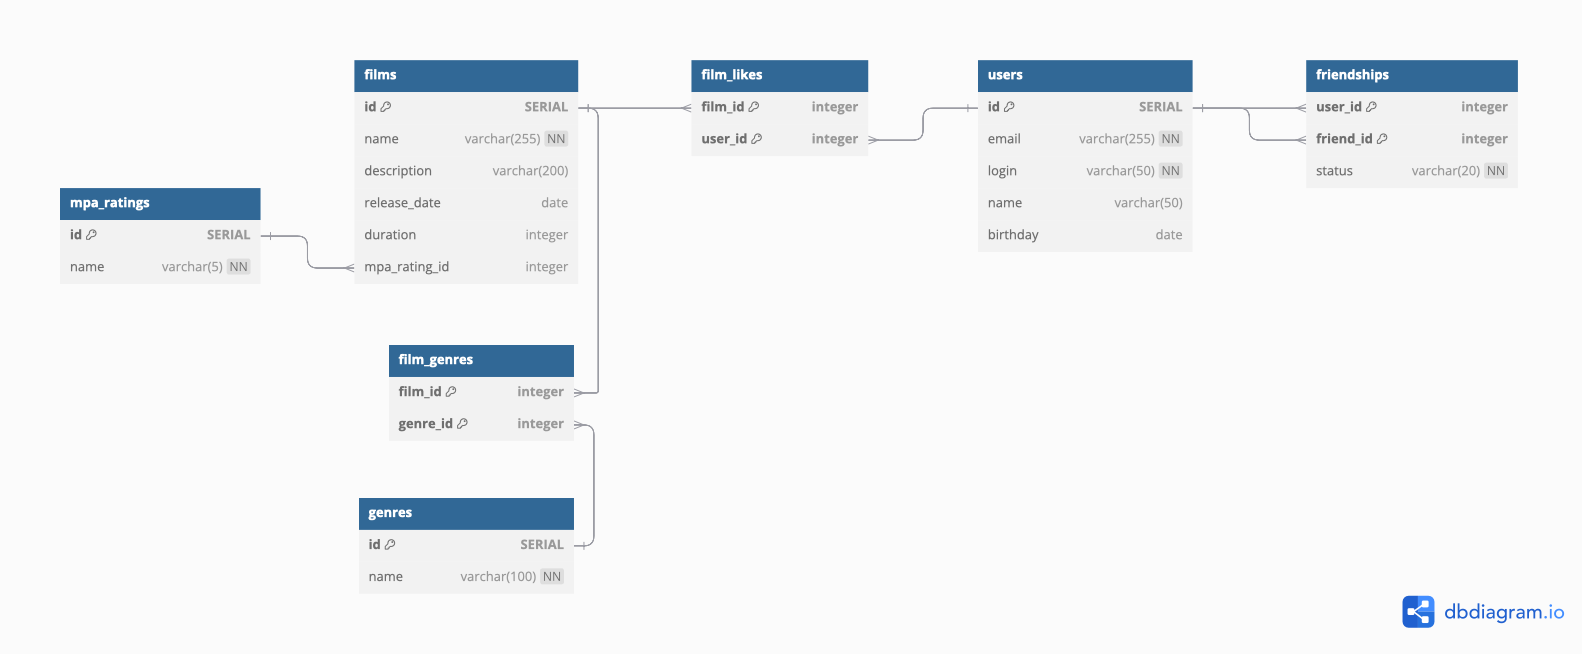 films
id SERIAL
name varchar(255) NN
description varchar(200)
release_date date
duration integer
mpa_rating_id integer
film_likes
film_id integer
user_id integer
users
id SERIAL
email varchar(255) NN
login varchar(50) NN
name varchar(50)
birthday date
friendships
user_id integer
friend_id integer
status varchar(20) NN
mpa_ratings
id SERIAL
name varchar(5) NN
film_genres
film_id integer
genre_id integer
genres
id SERIAL
name varchar(100) NN
dbdiagram.io